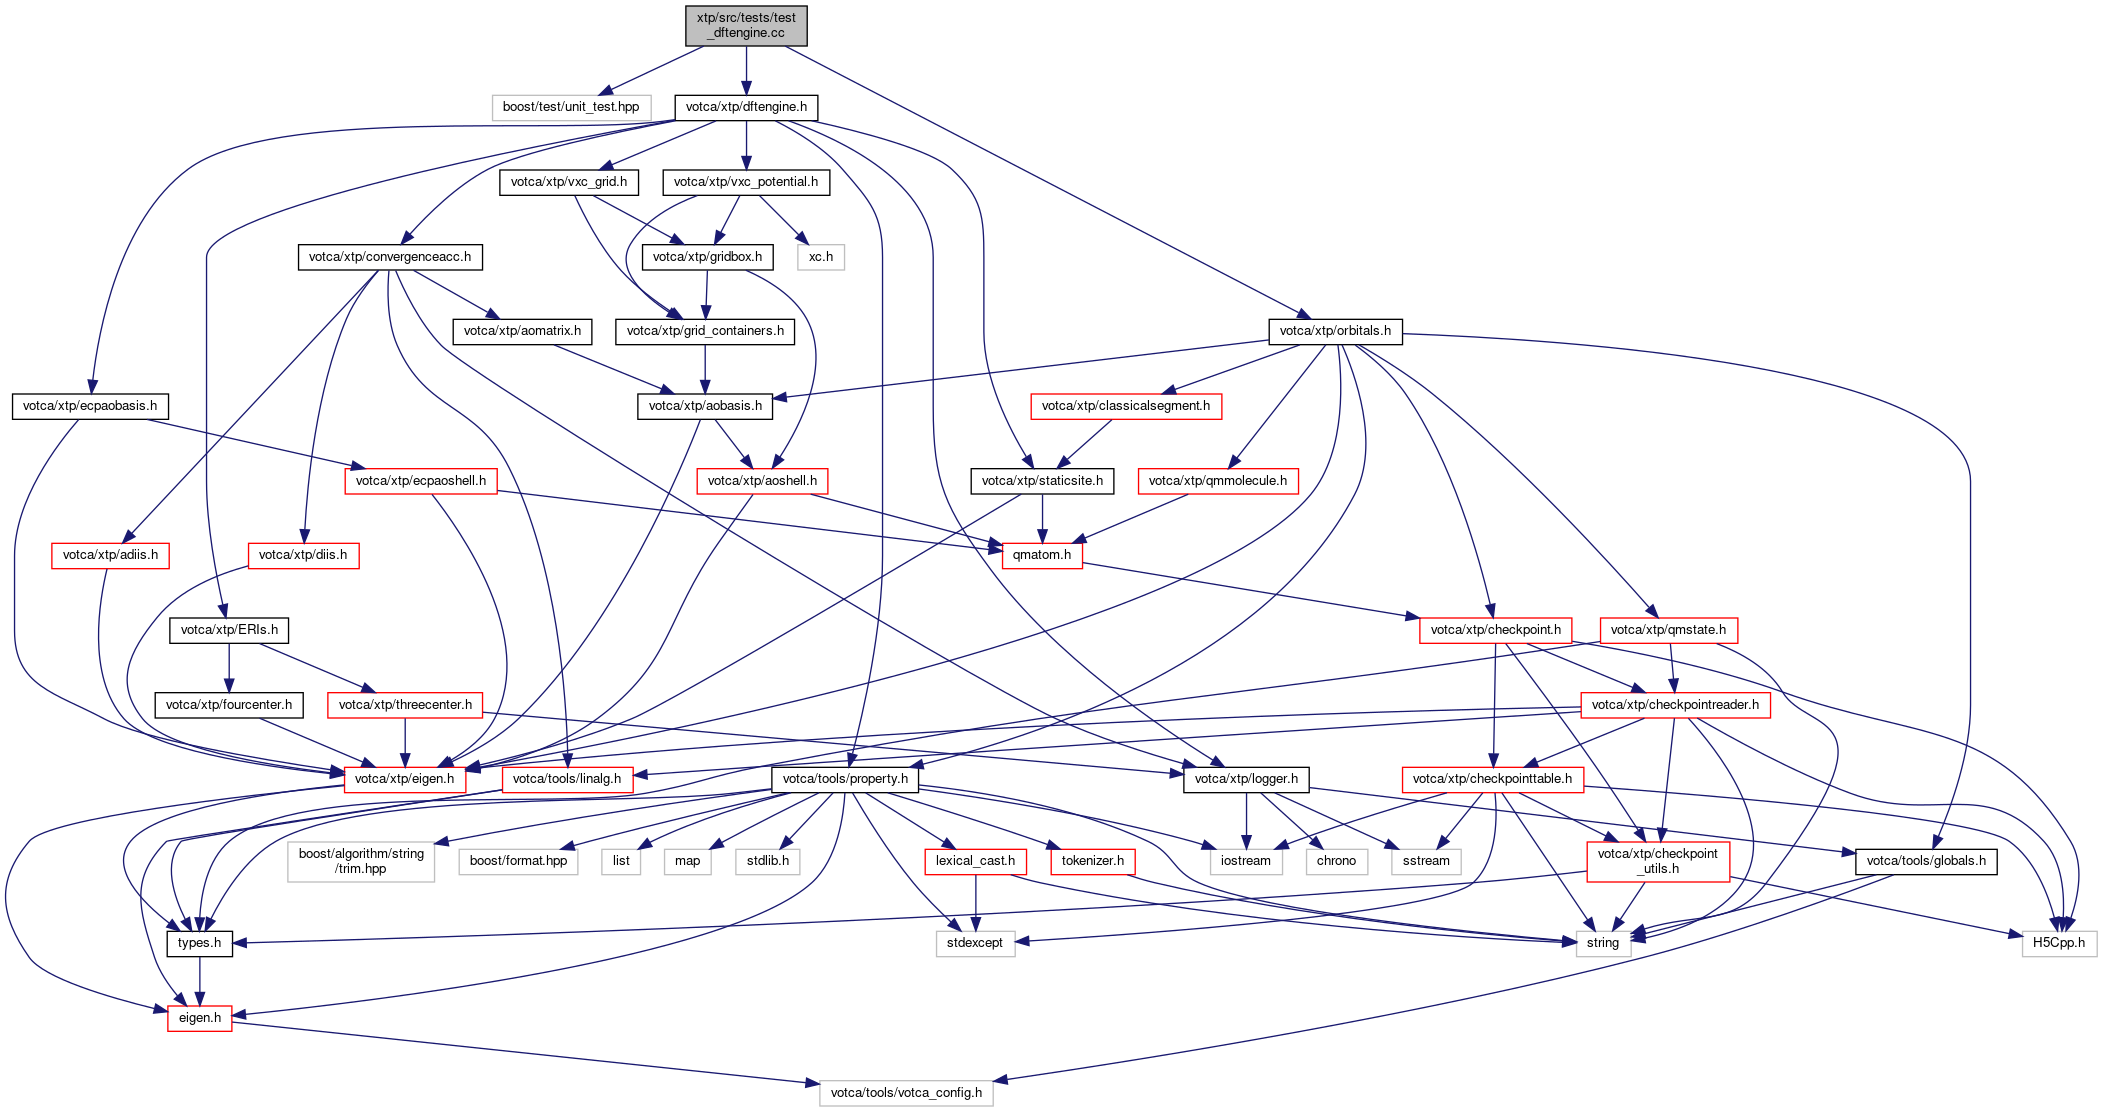 xtp/src/tests/test
_dftengine.cc
boost/test/unit_test.hpp
votca/xtp/dftengine.h
votca/xtp/vxc_grid.h
votca/xtp/vxc_potential.h
votca/xtp/convergenceacc.h
votca/xtp/gridbox.h
xc.h
votca/xtp/aomatrix.h
votca/xtp/grid_containers.h
votca/xtp/orbitals.h
votca/xtp/ecpaobasis.h
votca/xtp/aobasis.h
votca/xtp/classicalsegment.h
votca/xtp/ecpaoshell.h
votca/xtp/aoshell.h
votca/xtp/staticsite.h
votca/xtp/qmmolecule.h
votca/xtp/adiis.h
votca/xtp/diis.h
qmatom.h
votca/xtp/ERIs.h
votca/xtp/checkpoint.h
votca/xtp/qmstate.h
votca/xtp/fourcenter.h
votca/xtp/threecenter.h
votca/xtp/checkpointreader.h
votca/xtp/eigen.h
votca/tools/linalg.h
votca/tools/property.h
votca/xtp/logger.h
votca/xtp/checkpointtable.h
boost/algorithm/string
/trim.hpp
boost/format.hpp
list
map
stdlib.h
lexical_cast.h
tokenizer.h
iostream
chrono
sstream
votca/xtp/checkpoint
_utils.h
votca/tools/globals.h
types.h
stdexcept
string
H5Cpp.h
eigen.h
votca/tools/votca_config.h